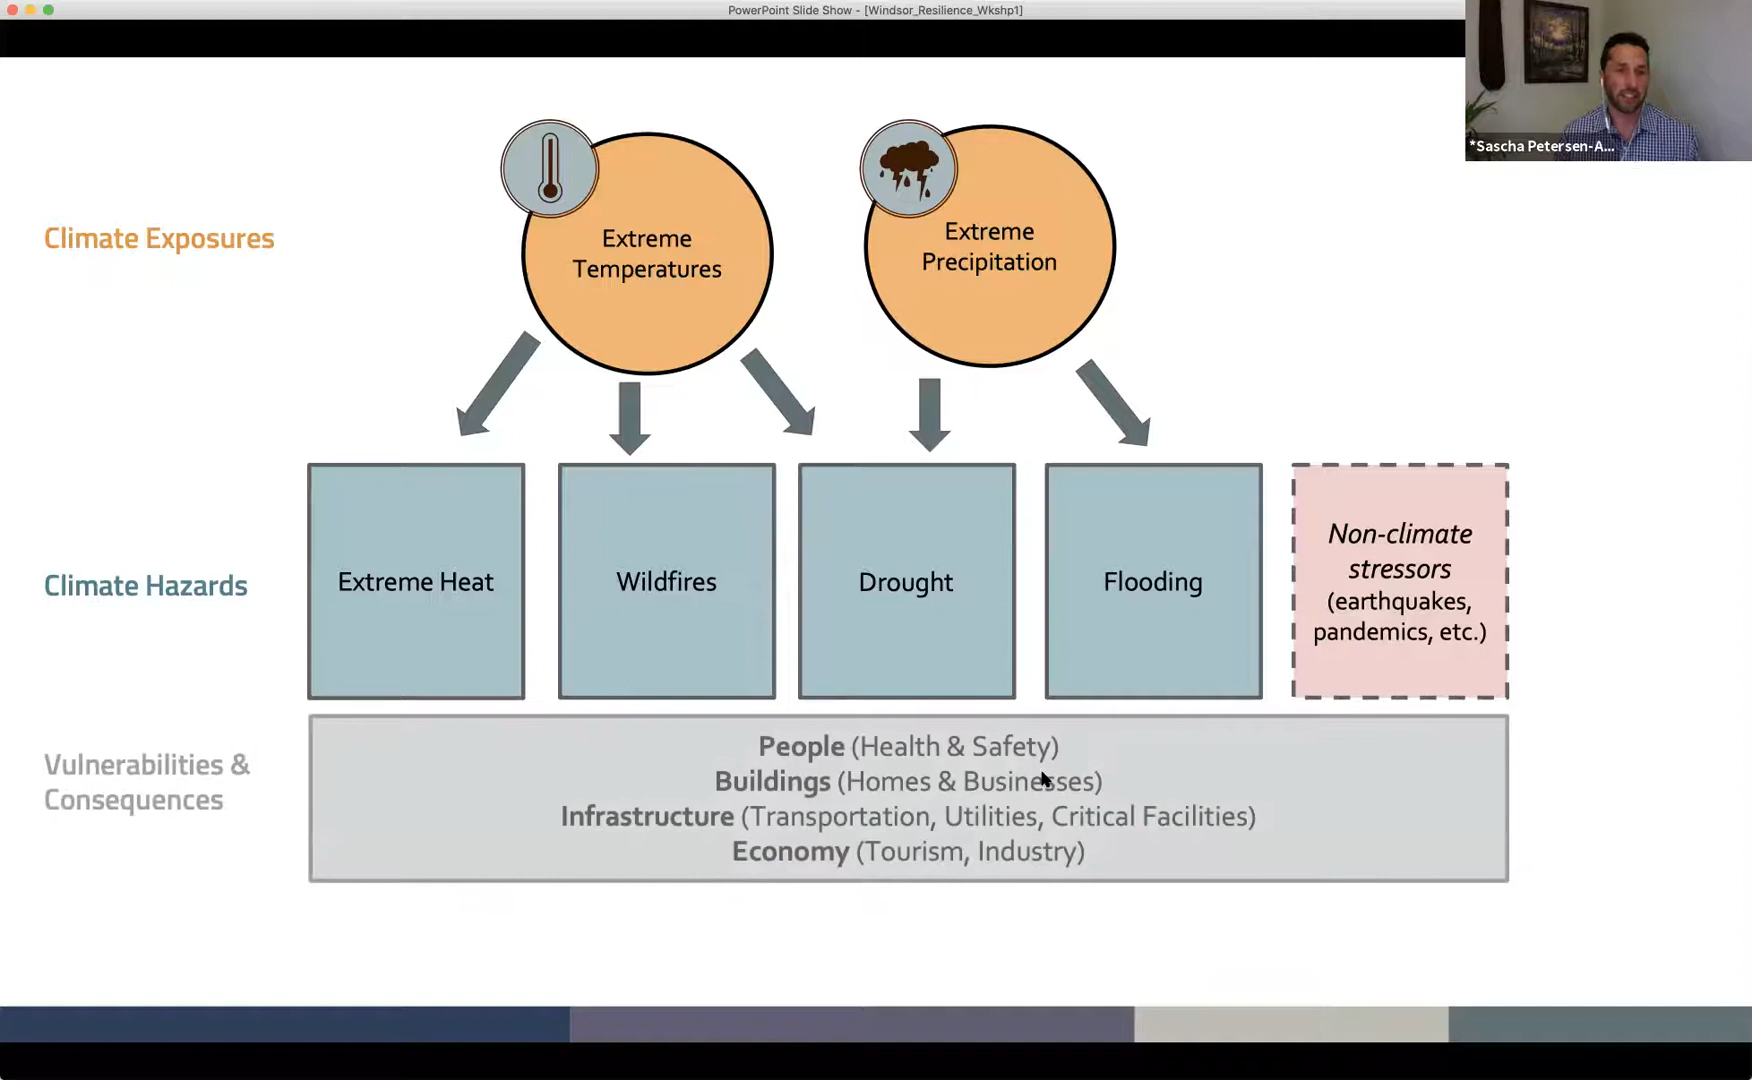 PowerPoint Slide Show - [Windsor_Resilience_Wkshp1]
*Sascha Petersen-A...
Climate Exposures
Extreme
Temperatures
Extreme
Precipitation
Climate Hazards
Extreme Heat
Wildfires
Drought
Flooding
Non-climate
stressors
(earthquakes,
pandemics, etc.)
Vulnerabilities &
Consequences
People (Health & Safety)
Buildings (Homes & Businesses)
Infrastructure (Transportation, Utilities, Critical Facilities)
Economy (Tourism, Industry)